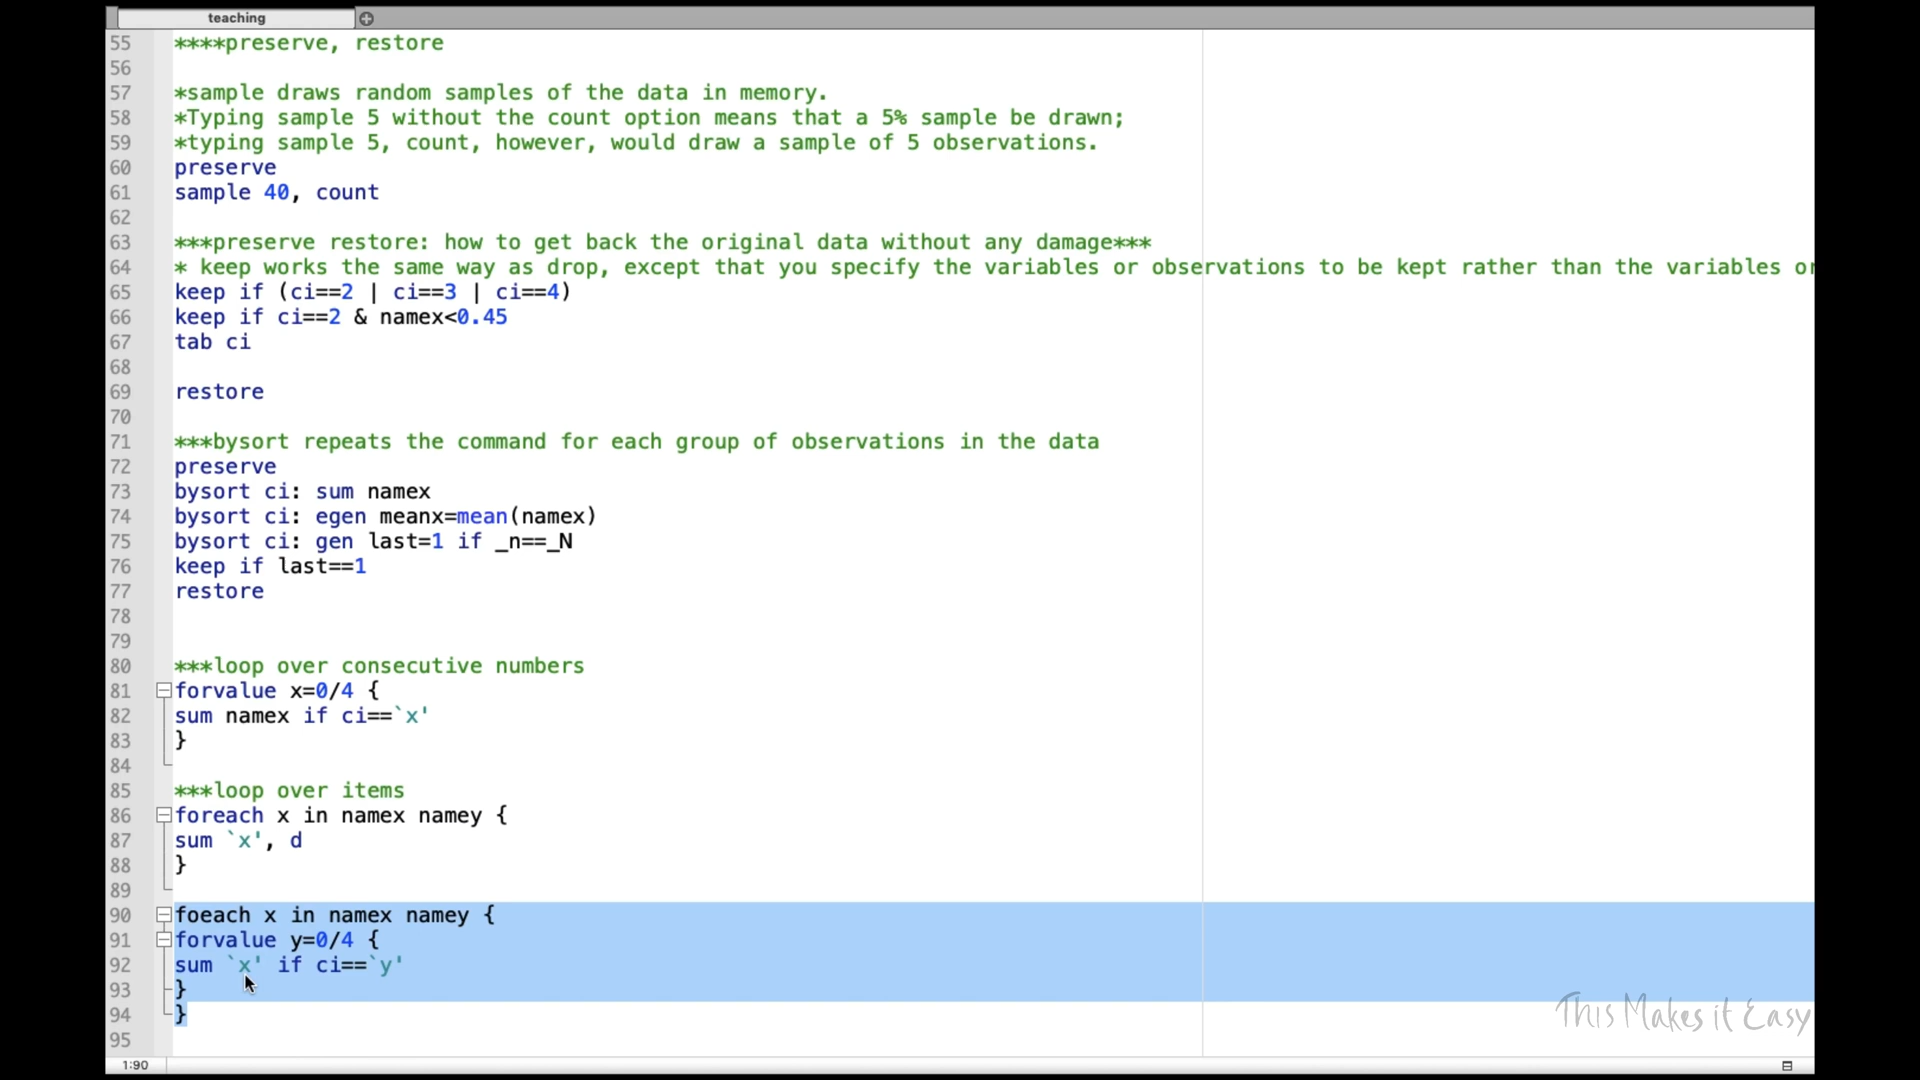 teaching
55 ****preserve, restore
56
57 *sample draws random samples of the data in memory.
58 *Typing sample 5 without the count option means that a 5% sample be drawn;
59 *typing sample 5, count, however, would draw a sample of 5 observations.
60 preserve
61 sample 40, count
62
63 ***preserve restore: how to get back the original data without any damage***
64 * keep works the same way as drop, except that you specify the variables or observations to be kept rather than the variables or
65 keep if (ci==2 | ci==3 | ci==4)
66 keep if ci==2 & namex<0.45
67 tab ci
68
69 restore
70
71 ***bysort repeats the command for each group of observations in the data
72 preserve
73 bysort ci: sum namex
74 bysort ci: egen meanx=mean(namex)
75 bysort ci: gen last=1 if _n==_N
76 keep if last==1
77 restore
78
79
80 ***loop over consecutive numbers
81 forvalue x=0/4 {
82 sum namex if ci==`x'
83 }
84
85 ***loop over items
86 foreach x in namex namey {
87 sum `x', d
88 }
89
90 foeach x in namex namey {
91 forvalue y=0/4 {
92 sum `x' if ci==`y'
93 }
94 }
95
This Makes it Easy
1:90